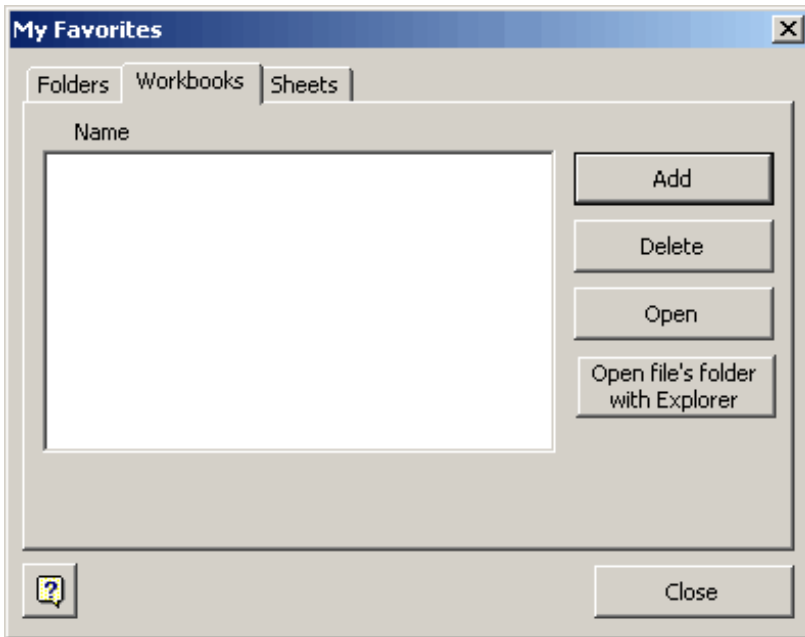 My Favorites
Folders Workbooks Sheets
Name
Add
Delete
Open
Open file's folder
with Explorer
Close